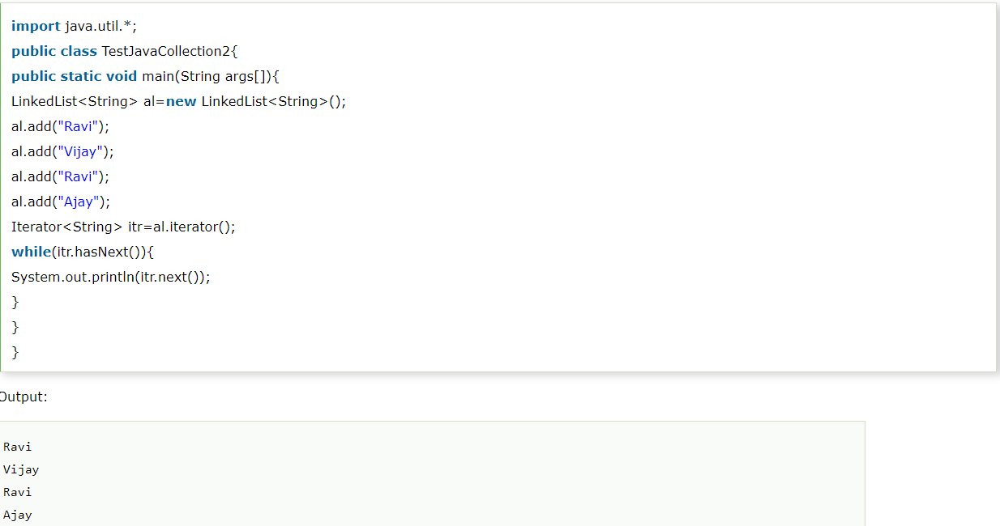 import java.util.*;
public class TestJavaCollection2{
public static void main(String args[]){
LinkedList<String> al=new LinkedList<String>();
al.add("Ravi");
al.add("Vijay");
al.add("Ravi");
al.add("Ajay");
Iterator<String> itr=al.iterator();
while(itr.hasNext()){
System.out.println(itr.next());
}
}
}
Output:
Ravi
Vijay
Ravi
Ajay